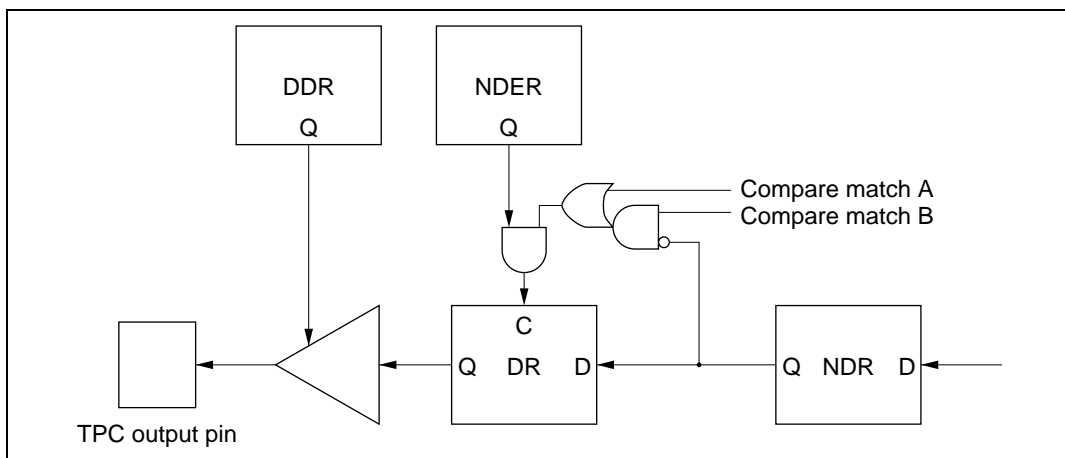 DDR
Q
NDER
Q
Compare match A
Compare match B
C
Q DR D
Q NDR D
TPC output pin